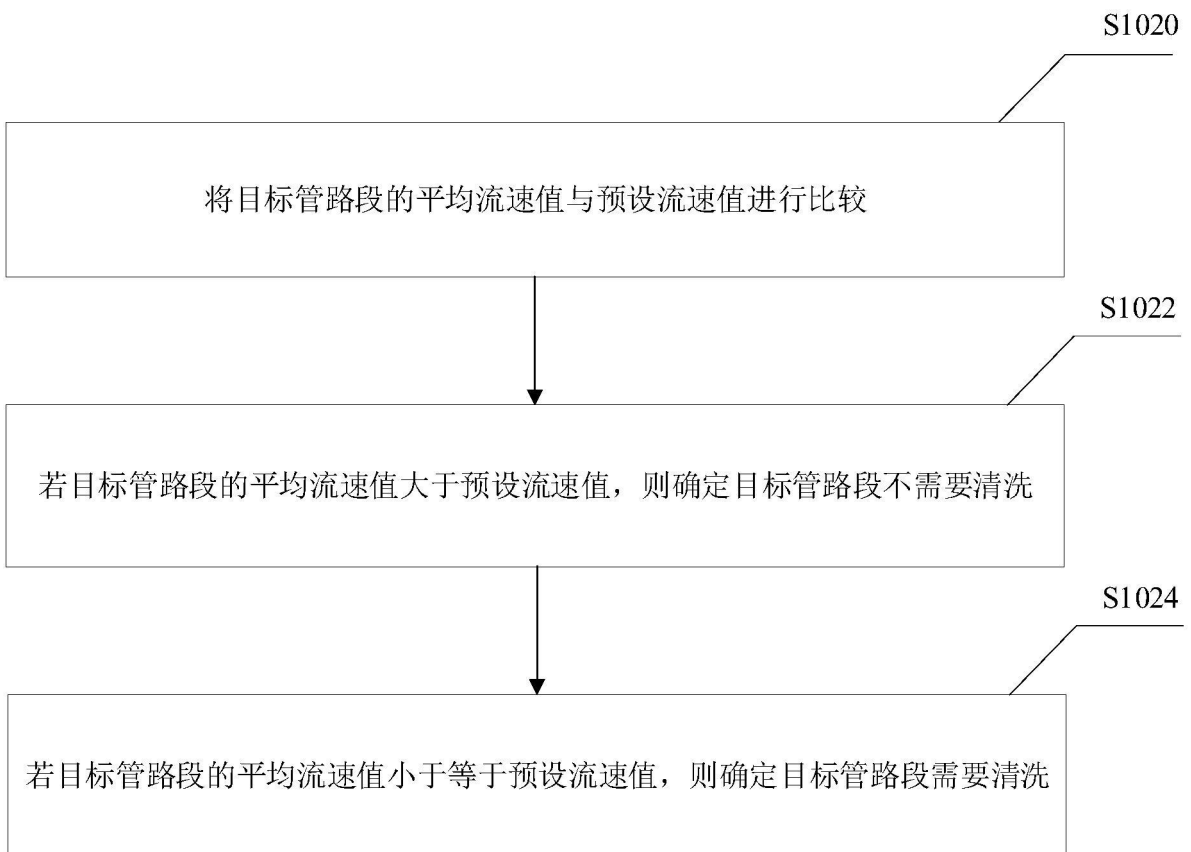 S1020
将目标管路段的平均流速值与预设流速值进行比较
S1022
若目标管路段的平均流速值大于预设流速值，则确定目标管路段不需要清洗
S1024
若目标管路段的平均流速值小于等于预设流速值，则确定目标管路段需要清洗